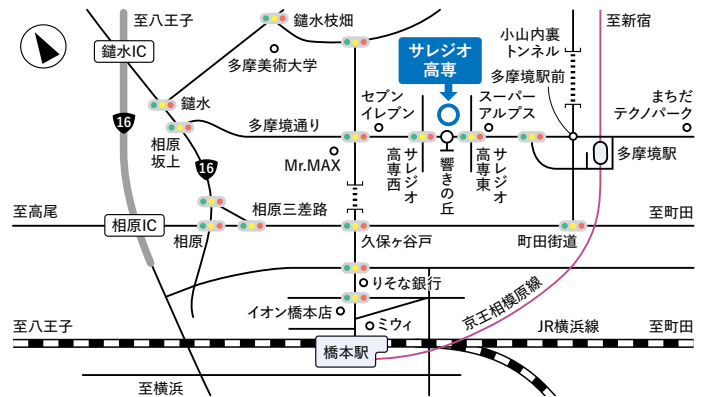 至八王子
鑓水枝畑
小山内裏
トンネル
至新宿
鑓水IC
サレジオ
高専
多摩美術大学
多摩境駅前
鑓水
セブン
イレブン
スーパー
アルプス
まちだ
テクノパーク
16
多摩境通り
相原
坂上
Mr.MAX
サレジオ
高専西
響きの丘
サレジオ
高専東
多摩境駅
16
至高尾
相原IC
相原三差路
至町田
相原
久保ヶ谷戸
町田街道
りそな銀行
イオン橋本店
ミウィ
京王相模原線
至八王子
JR横浜線
至町田
橋本駅
至横浜